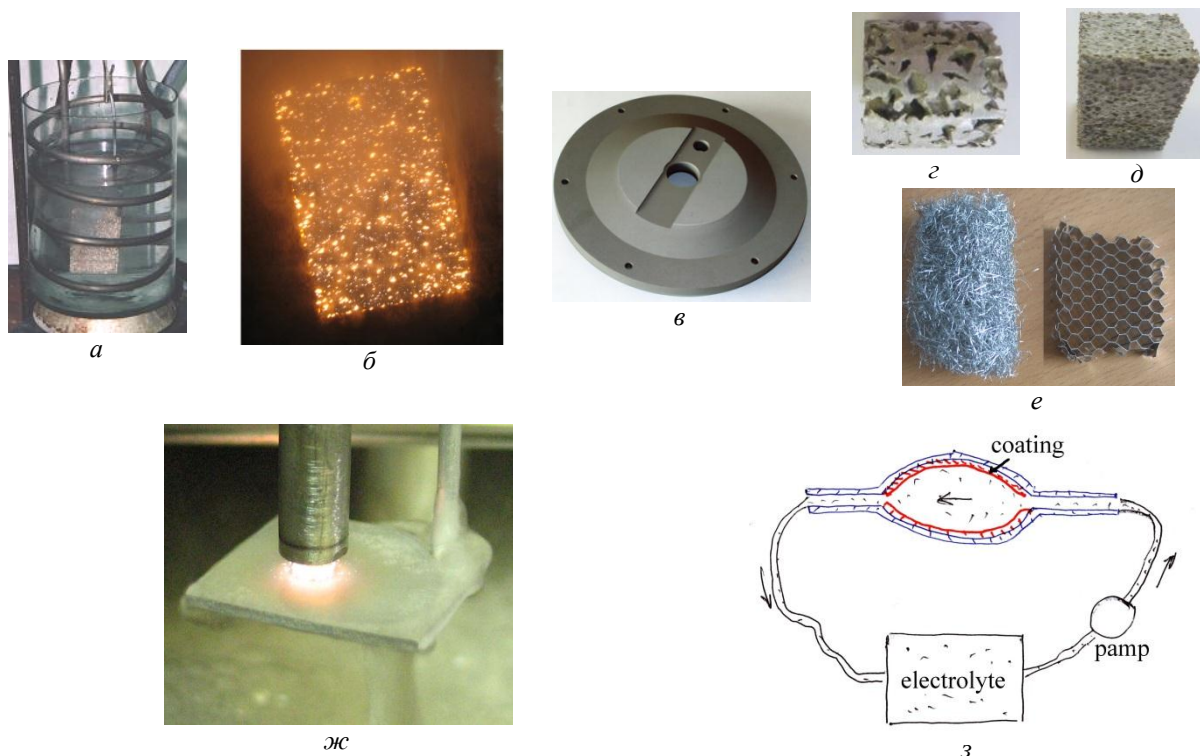 а
б
в
г
д
е
ж
coating
pamp
electrolyte
з